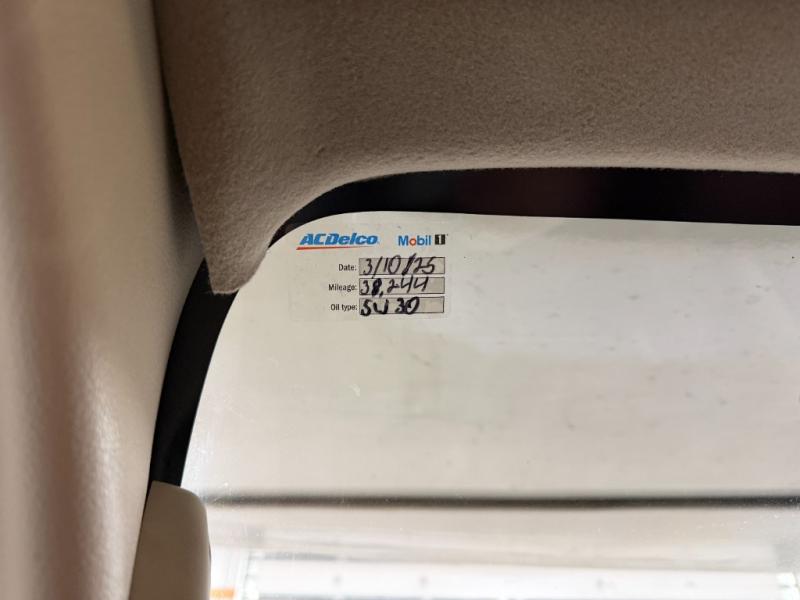 ACDelco Mobil 1
Date: 3/10/25
Mileage: 38,244
Oil type: 5W30